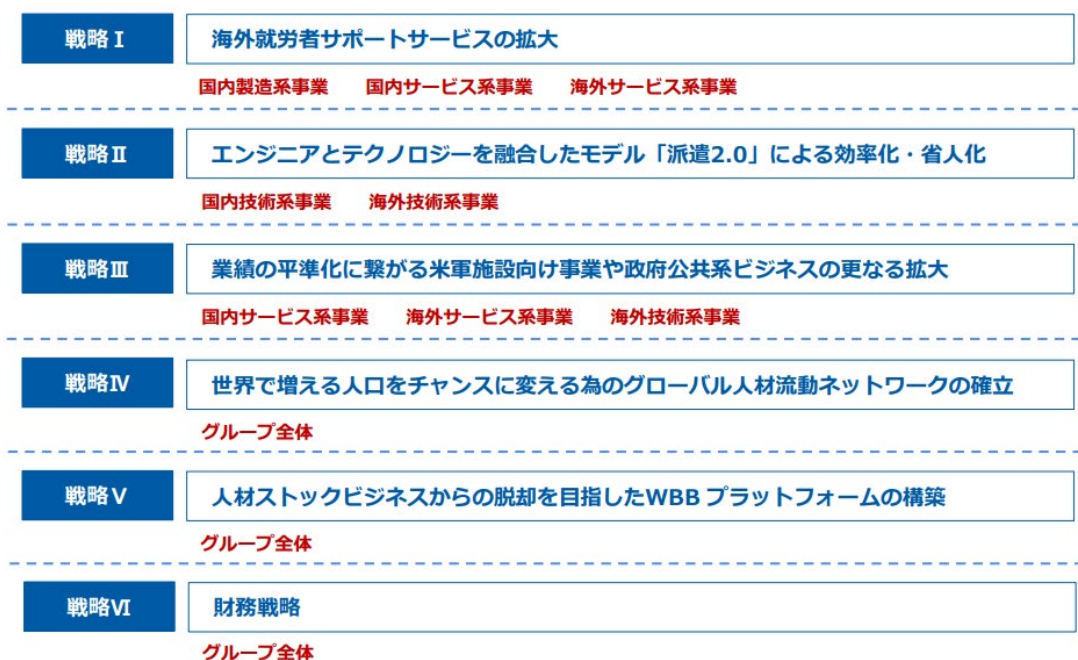 戦略Ⅰ 海外就労者サポートサービスの拡大
国内製造系事業 国内サービス系事業 海外サービス系事業
戦略Ⅱ エンジニアとテクノロジーを融合したモデル「派遣2.0」による効率化・省人化
国内技術系事業 海外技術系事業
戦略Ⅲ 業績の平準化に繋がる米軍施設向け事業や政府公共系ビジネスの更なる拡大
国内サービス系事業 海外サービス系事業 海外技術系事業
戦略Ⅳ 世界で増える人口をチャンスに変える為のグローバル人材流動ネットワークの確立
グループ全体
戦略Ⅴ 人材ストックビジネスからの脱却を目指したWBB プラットフォームの構築
グループ全体
戦略Ⅵ 財務戦略
グループ全体